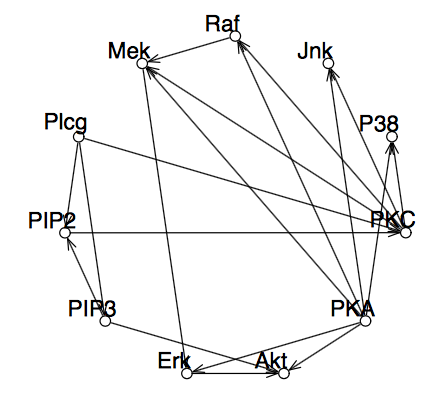 Raf
Mek
Jnk
Plcg
P38
PIP2
PKC
PIP3
PKA
Erk
Akt